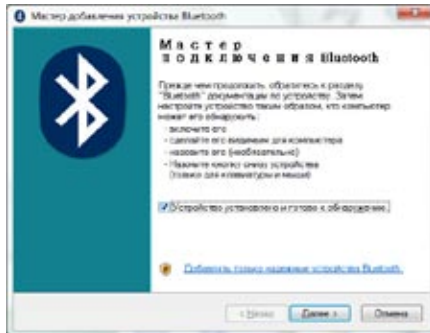 Мастер добавления устройства Bluetooth
Мастер
подключения Bluetooth
Прежде чем продолжить, обратитесь к разделу
"Bluetooth" документации по устройству. Затем
настройте устройство таким образом, что компьютер
может его обнаружить:
- включите его
- сделайте его видимым для компьютера
- назовите его (необязательно)
- Нажмите кнопку снизу устройства
(только для клавиатуры и мыши)
Устройство установлено и готово к обнаружению.
Добавлять только надежные устройства Bluetooth.
< Назад Далее > Отмена